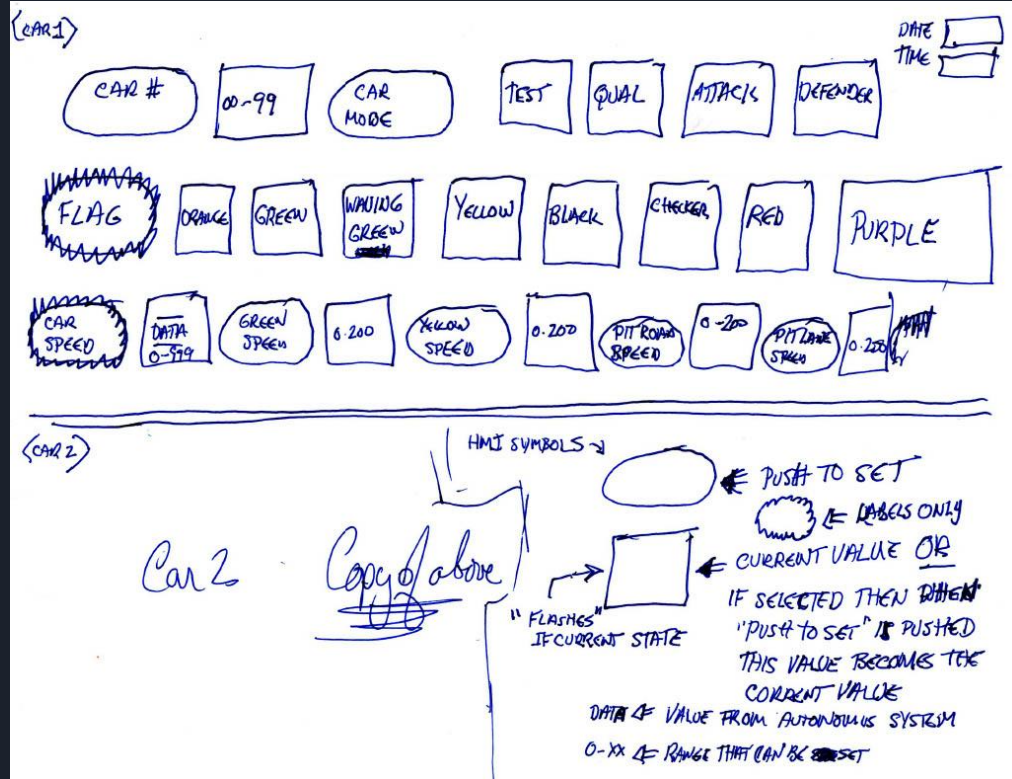 {CAR 1}
DATE
TIME
CAR #
00-99
CAR
MODE
TEST
QUAL
ATTACK
DEFENDER
FLAG
ORANGE
GREEN
WAVING
GREEN
YELLOW
BLACK
CHECKER
RED
PURPLE
CAR
SPEED
DATA
0-999
GREEN
SPEED
0.200
YELLOW
SPEED
0.200
PIT ROAD
SPEED
0-200
PIT LANE
SPEED
0.200
{CAR 2}
HMI SYMBOLS
PUSH TO SET
LABELS ONLY
CURRENT VALUE OR
IF SELECTED THEN WHEN
"PUSH TO SET" IS PUSHED
THIS VALUE BECOMES THE
CORRENT VALUE
"FLASHES"
IF CURRENT STATE
Car 2 Copy of above
DATA VALUE FROM AUTONOMUS SYSTEM
0-XX RANGE THAT CAN BE SET